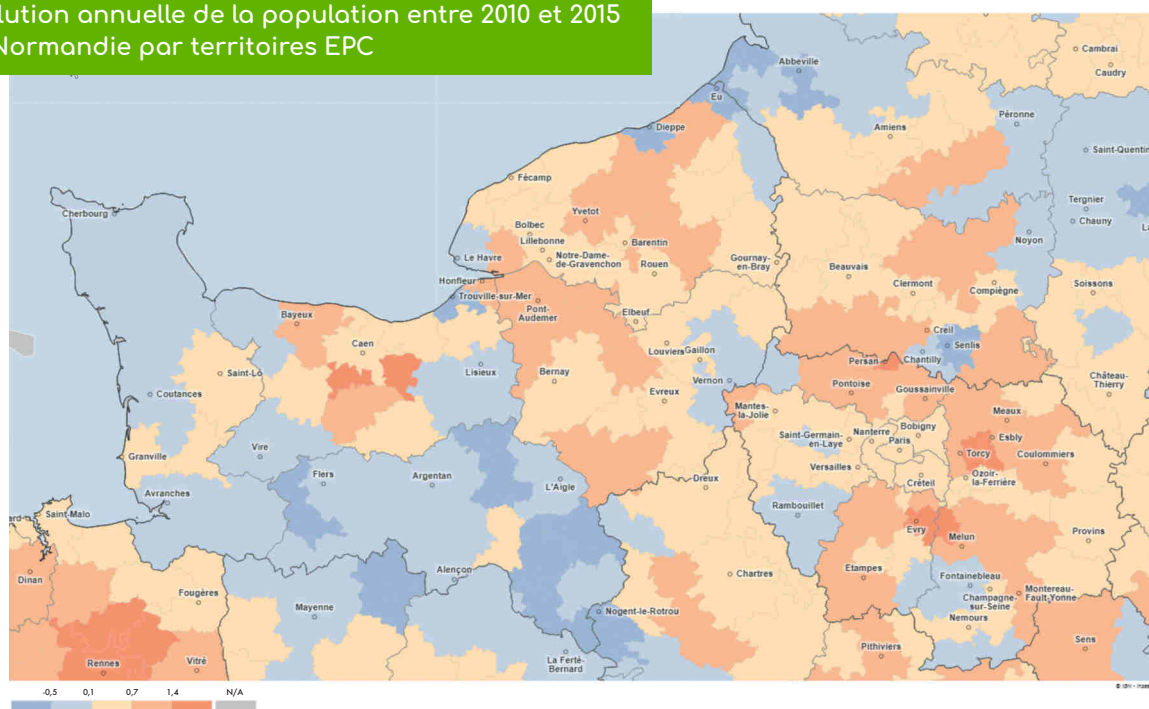 lution annuelle de la population entre 2010 et 2015
Normandie par territoires EPC
Cambrai
Caudry
Abbeville
Eu
Péronne
Amiens
Dieppe
Saint-Quentin
Fécamp
Cherbourg
Yvetot
Tergnier
Chauny
Bolbec
Lillebonne
Barentin
Noyon
Le Havre
Notre-Dame-
de-Gravenchon
Rouen
Gournay-
en-Bray
Beauvais
Honfleur
Clermont
Compiègne
Soissons
Trouville-sur-Mer
Pont-
Audemer
Elbeuf
Bayeux
Creil
Senlis
Caen
Louviers
Gaillon
Persan
Chantilly
Saint-Lô
Lisieux
Bernay
Vernon
Pontoise
Goussainville
Château-
Thierry
Coutances
Evreux
Mantes-
la-Jolie
Meaux
Saint-Germain-
en-Laye
Nanterre
Bobigny
Paris
Esbly
Vire
Torcy
Coulommiers
Granville
Versailles
Flers
Argentan
L'Aigle
Dreux
Créteil
Ozoir-
la-Ferrière
Avranches
Rambouillet
Saint-Malo
Evry
Melun
Provins
Dinan
Alençon
Chartres
Etampes
Fontainebleau
Fougères
Mayenne
Nogent-le-Rotrou
Champagne-
sur-Seine
Montereau-
Fault-Yonne
Nemours
Sens
Rennes
Vitré
La Ferté-
Bernard
Pithiviers
-0,5 0,1 0,7 1,4 N/A